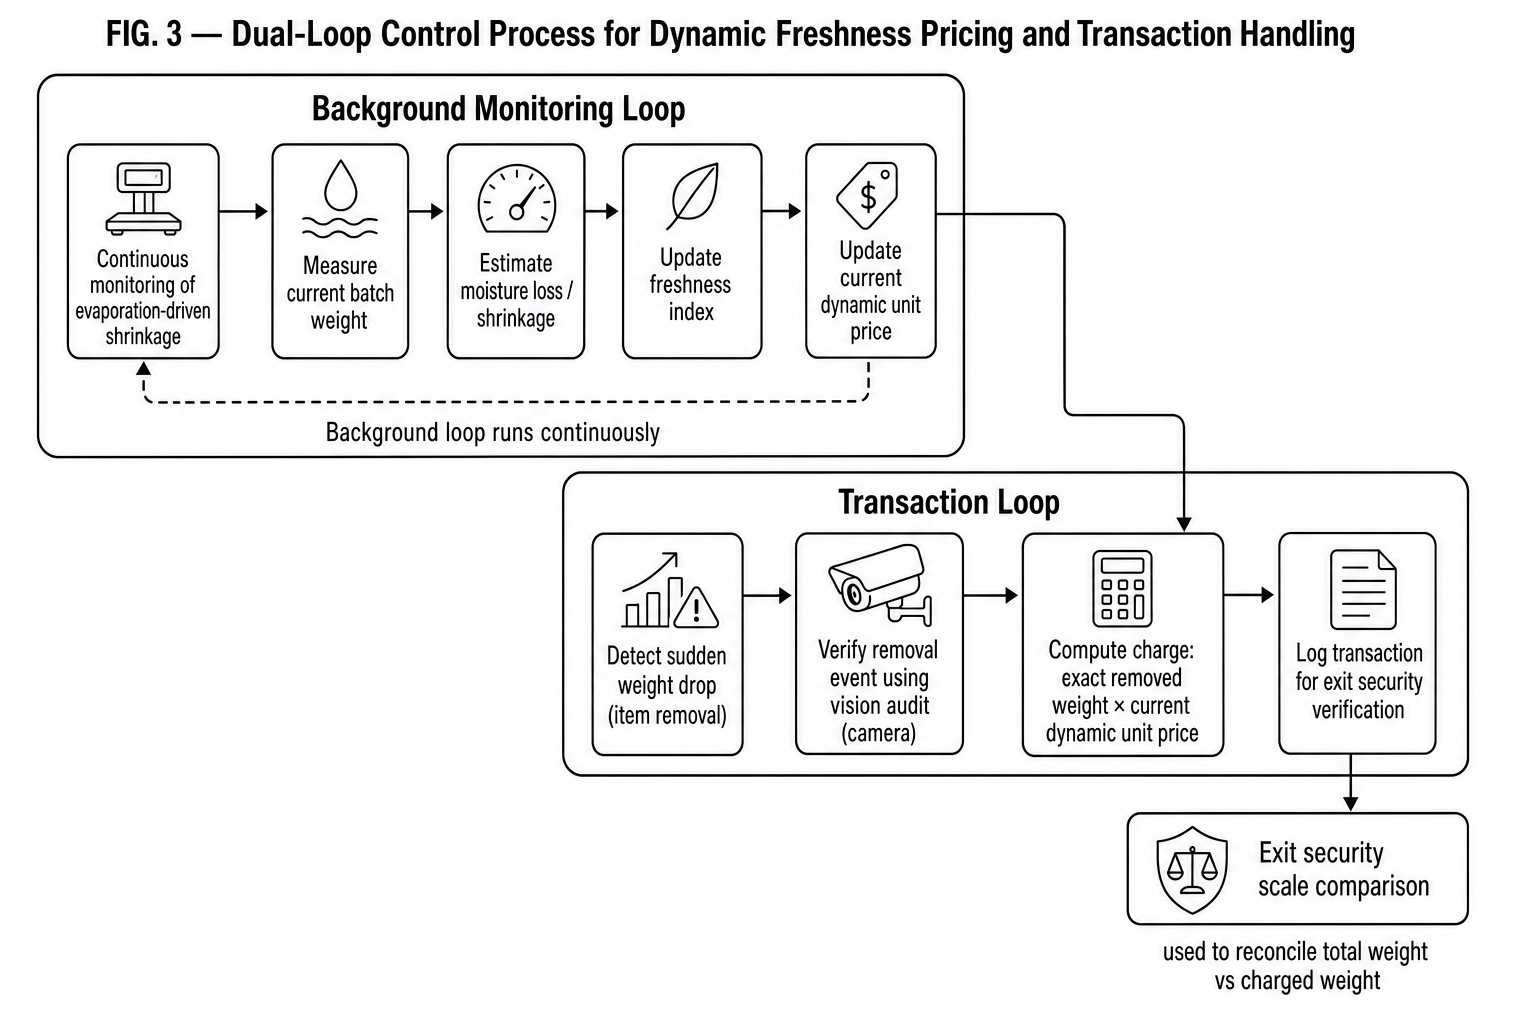 FIG. 3 — Dual-Loop Control Process for Dynamic Freshness Pricing and Transaction Handling
Background Monitoring Loop
Continuous
monitoring of
evaporation-driven
shrinkage
Measure
current batch
weight
Estimate
moisture loss /
shrinkage
Update
freshness
index
$
Update
current
dynamic unit
price
Background loop runs continuously
Transaction Loop
Detect sudden
weight drop
(item removal)
Verify removal
event using
vision audit
(camera)
Compute charge:
exact removed
weight × current
dynamic unit price
Log transaction
for exit security
verification
Exit security
scale comparison
used to reconcile total weight
vs charged weight